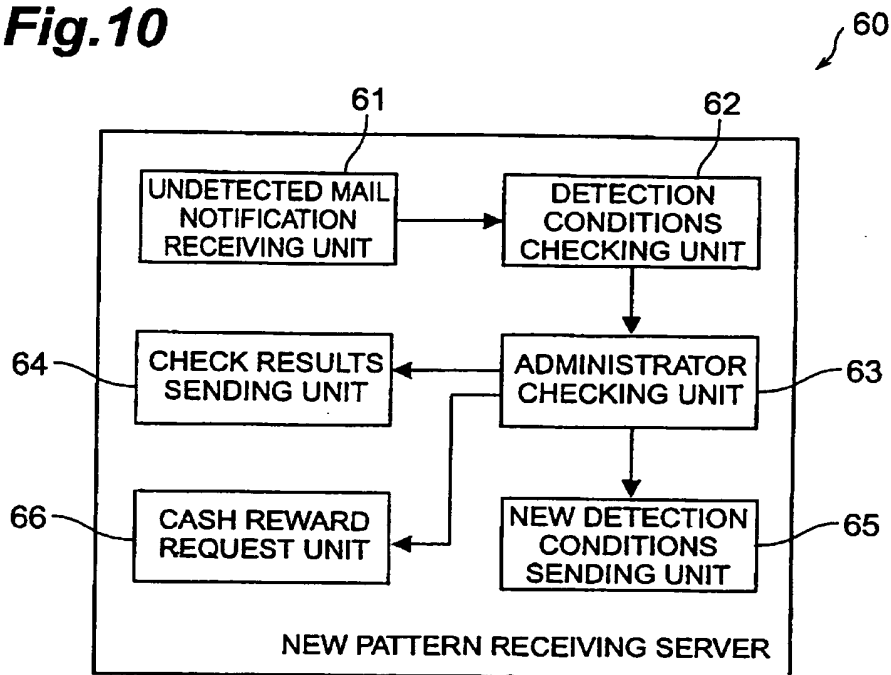 Fig.10
60
61
62
UNDETECTED MAIL
NOTIFICATION
RECEIVING UNIT
DETECTION
CONDITIONS
CHECKING UNIT
64
CHECK RESULTS
SENDING UNIT
ADMINISTRATOR
CHECKING UNIT
63
66
CASH REWARD
REQUEST UNIT
NEW DETECTION
CONDITIONS
SENDING UNIT
65
NEW PATTERN RECEIVING SERVER